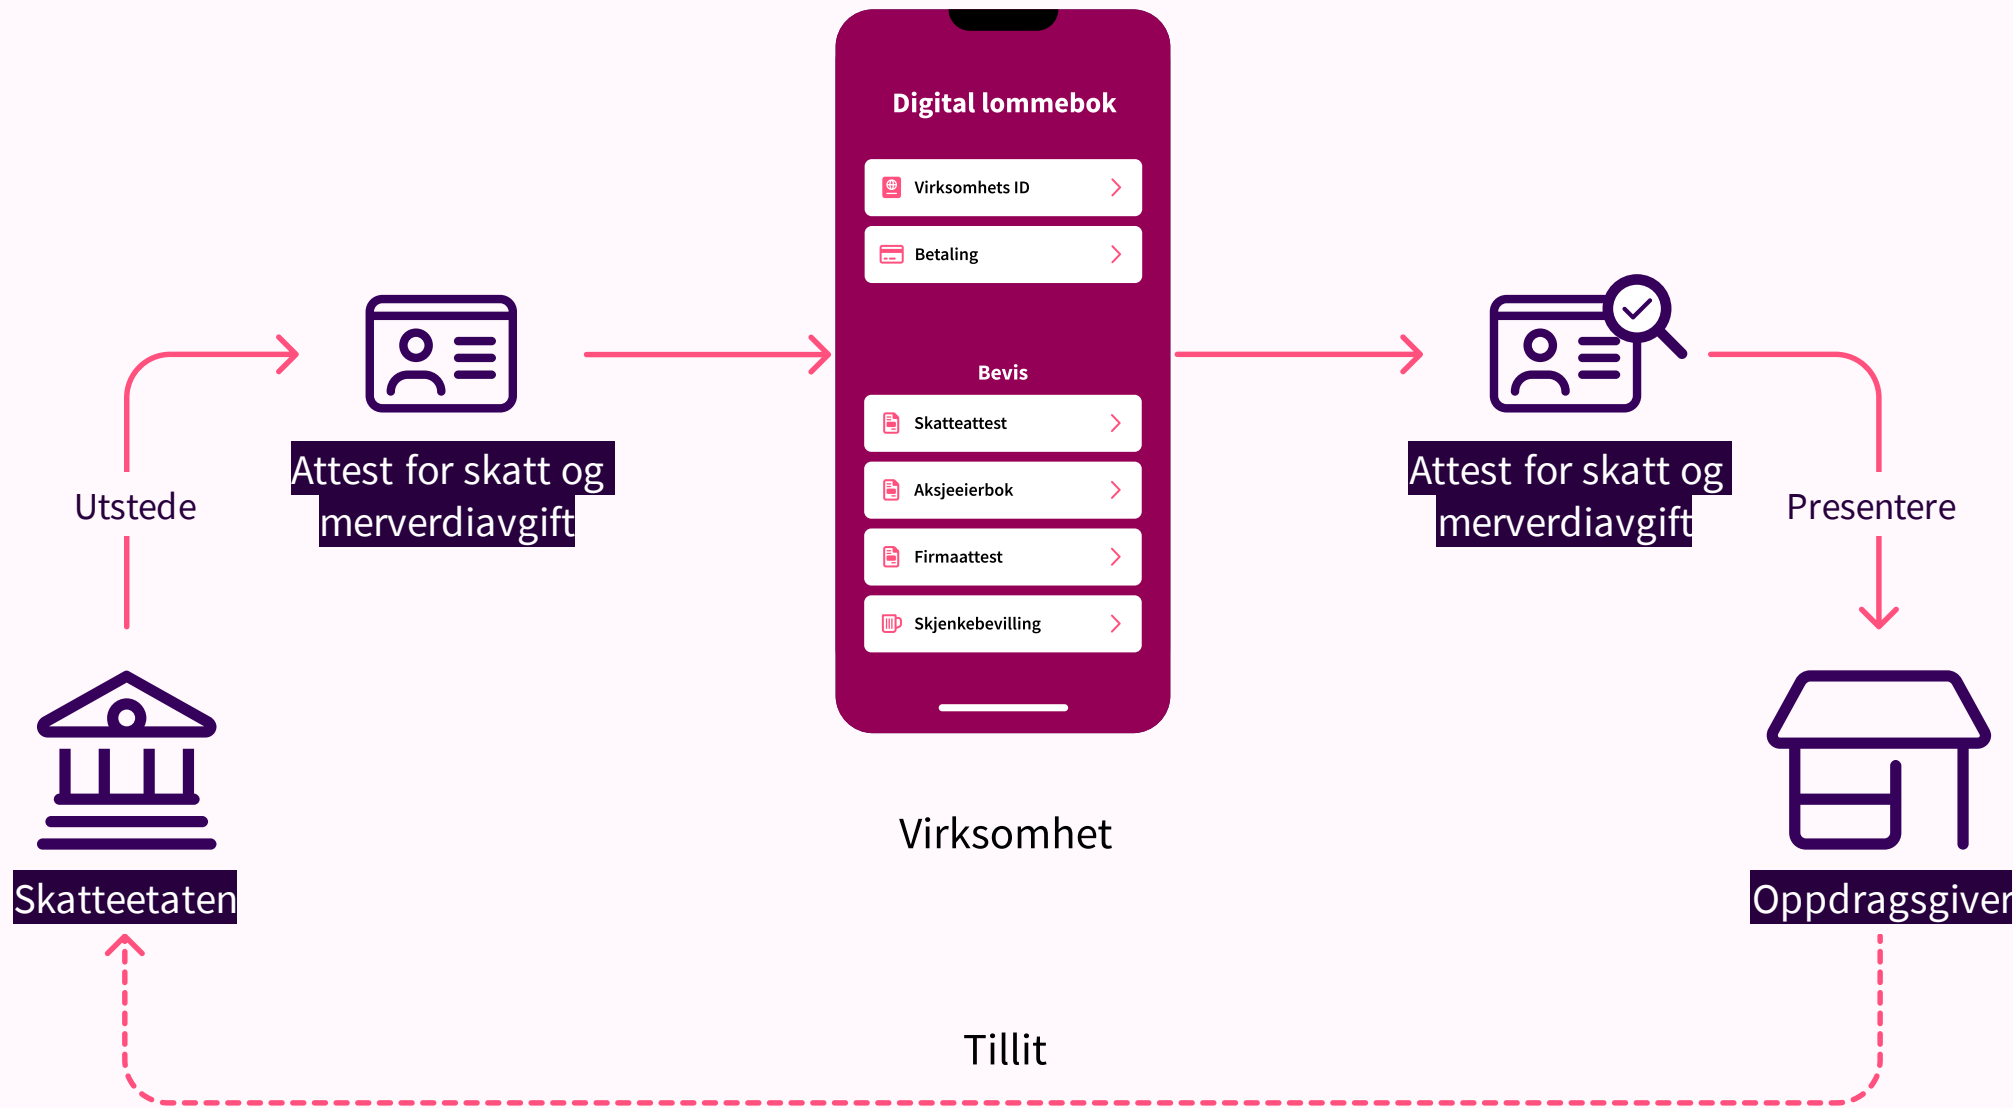 Digital lommebok
Virksomhets ID
Betaling
Bevis
Skatteattest
Aksjeeierbok
Firmaattest
Skjenkebevilling
Utstede
Attest for skatt og
merverdiavgift
Attest for skatt og
merverdiavgift
Presentere
Virksomhet
Skatteetaten
Oppdragsgiver
Tillit